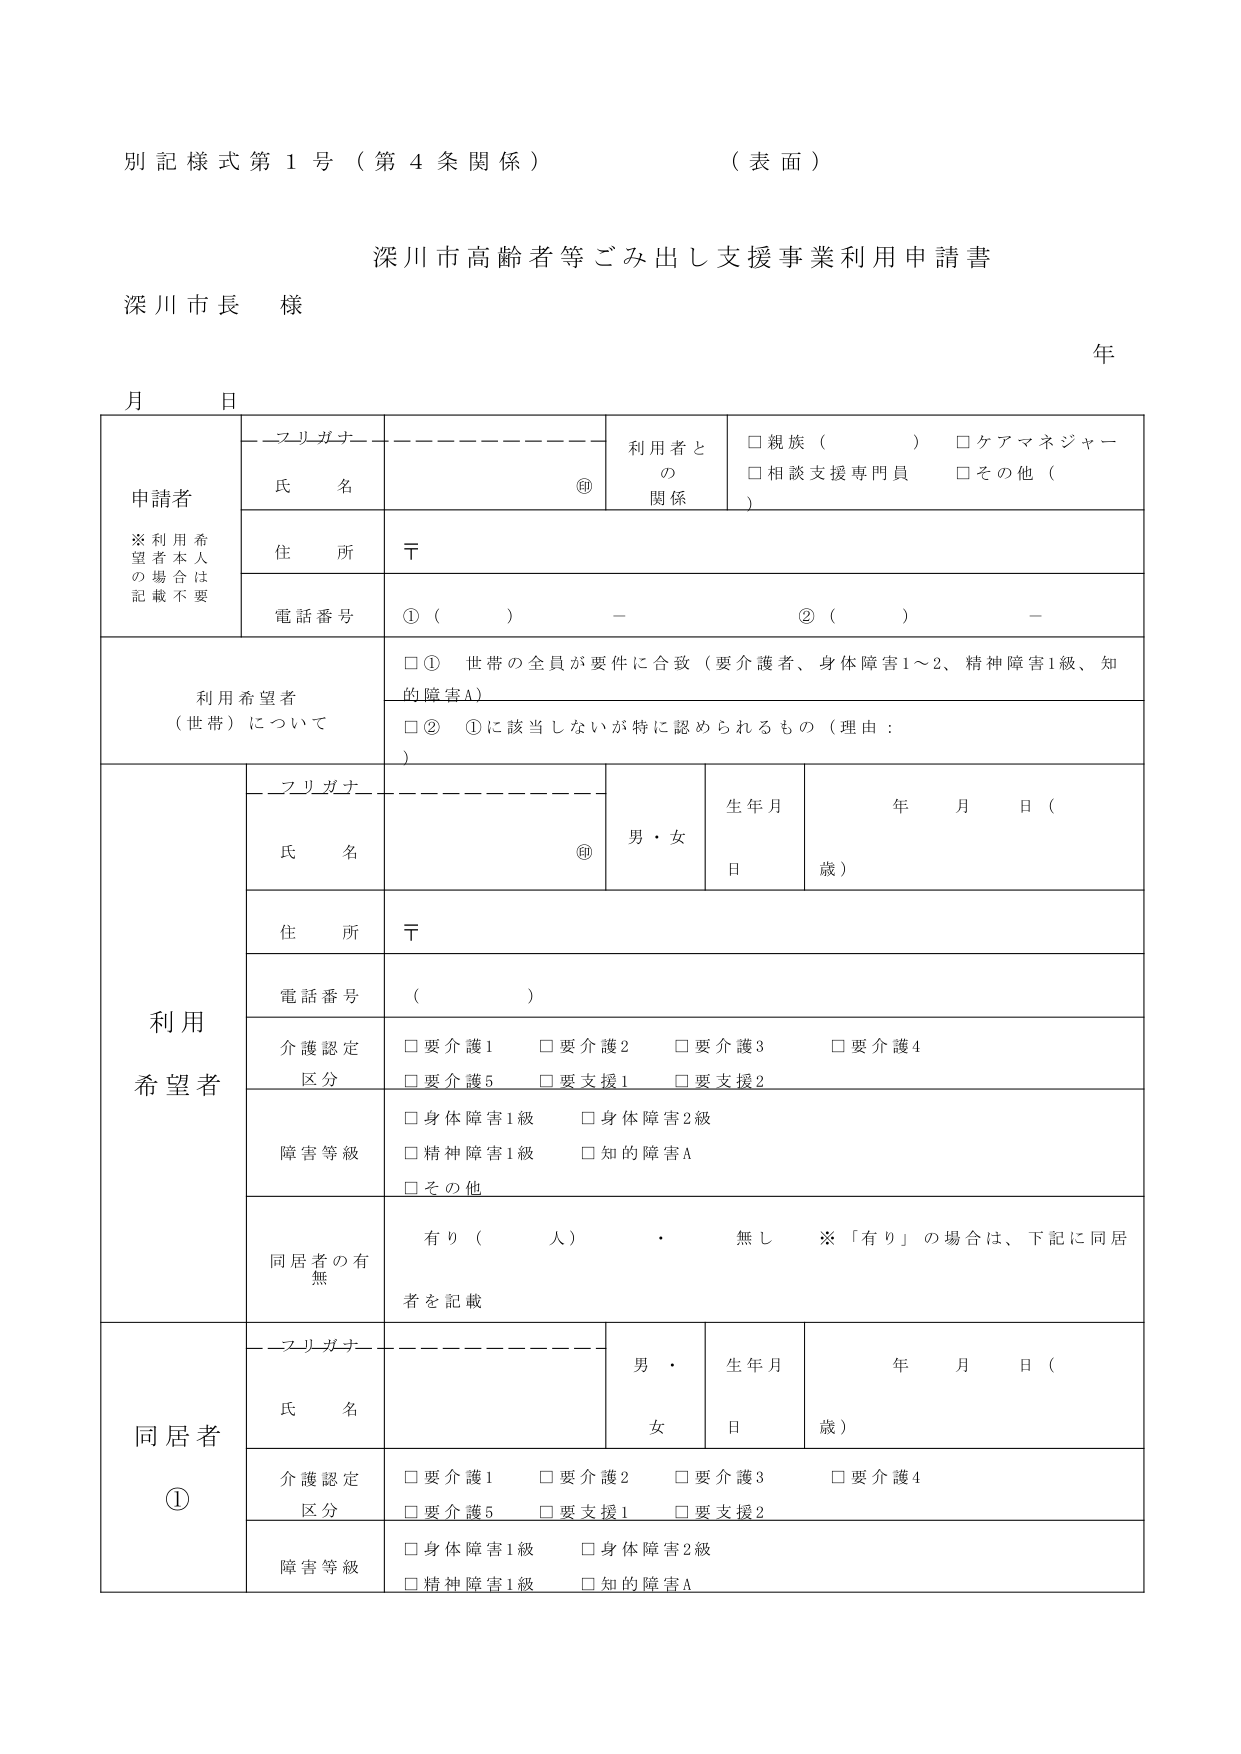 別記様式第１号（第４条関係）　　　　　　（表面）
深川市高齢者等ごみ出し支援事業利用申請書
深川市長　様
年
月　　　日
申請者
※利用希
望者本人
の場合は
記載不要
フリガナ
氏　　名
㊞
利用者と
の
関係
□親族（　　　　）　□ケアマネジャー
□相談支援専門員　　□その他（
）
住　　所
〒
電話番号
①（　　　）　　　　　－　　　　　　　　②（　　　）　　　　　　－
利用希望者
（世帯）について
□①　世帯の全員が要件に合致（要介護者、身体障害1～2、精神障害1級、知
的障害A）
□②　①に該当しないが特に認められるもの（理由：
）
利用
希望者
フリガナ
氏　　名
㊞
男・女
生年月
日
年　　月　　日（
歳）
住　　所
〒
電話番号
（　　　　　）
介護認定
区分
□要介護1　　□要介護2　　□要介護3　　　□要介護4
□要介護5　　□要支援1　　□要支援2
障害等級
□身体障害1級　　□身体障害2級
□精神障害1級　　□知的障害A
□その他
同居者の有
無
有り（　　　人）　　　・　　　無し　　※「有り」の場合は、下記に同居
者を記載
同居者
①
フリガナ
氏　　名
男　・
女
生年月
日
年　　月　　日（
歳）
介護認定
区分
□要介護1　　□要介護2　　□要介護3　　　□要介護4
□要介護5　　□要支援1　　□要支援2
障害等級
□身体障害1級　　□身体障害2級
□精神障害1級　　□知的障害A